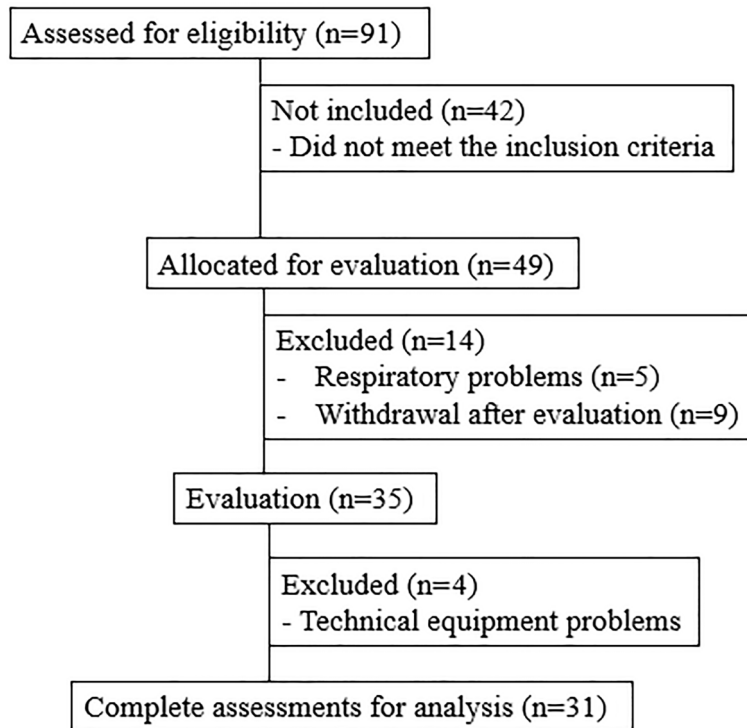 Assessed for eligibility (n=91)
Not included (n=42)
- Did not meet the inclusion criteria
Allocated for evaluation (n=49)
Excluded (n=14)
- Respiratory problems (n=5)
- Withdrawal after evaluation (n=9)
Evaluation (n=35)
Excluded (n=4)
- Technical equipment problems
Complete assessments for analysis (n=31)